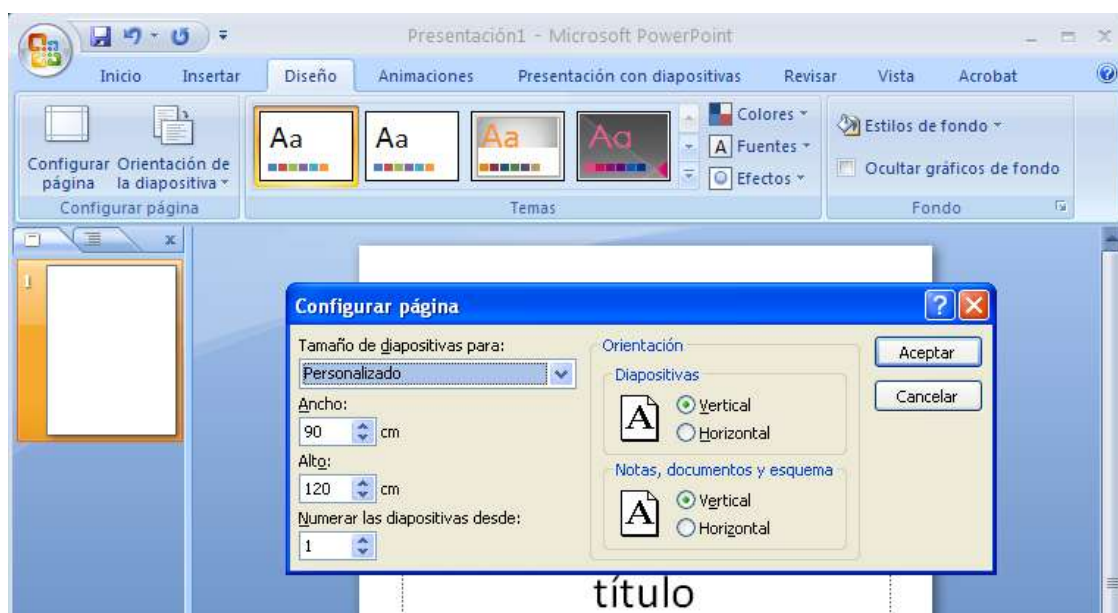 Presentación1 - Microsoft PowerPoint
Inicio Insertar Diseño Animaciones Presentación con diapositivas Revisar Vista Acrobat
Aa Aa Aa Aa
Colores
Fuentes
Efectos
Estilos de fondo
Ocultar gráficos de fondo
Configurar página
Orientación de la diapositiva
Configurar página Temas Fondo
1
Configurar página
Tamaño de diapositivas para:
Personalizado
Ancho:
90 cm
Alto:
120 cm
Numerar las diapositivas desde:
1
Orientación
Diapositivas
A
Vertical
Horizontal
Notas, documentos y esquema
A
Vertical
Horizontal
Aceptar
Cancelar
título